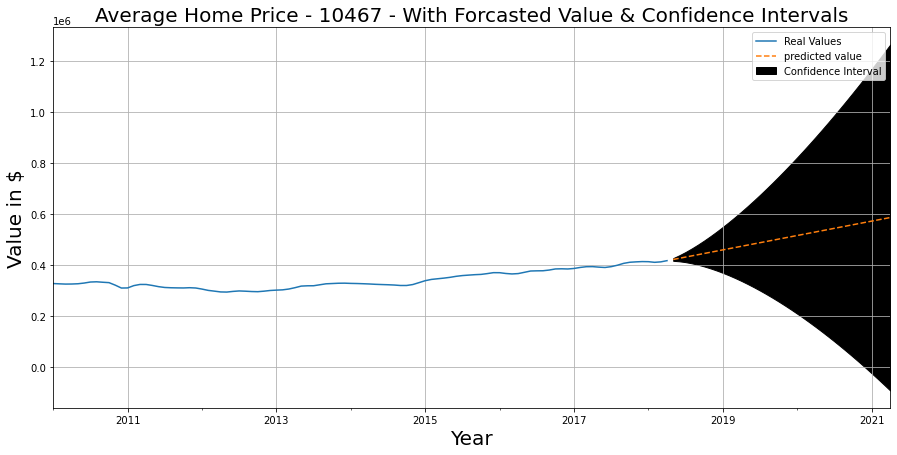 Average Home Price - 10467 - With Forcasted Value & Confidence Intervals
1e6
Real Values
predicted value
Confidence Interval
1.2
1.0
0.8
0.6
0.4
0.2
0.0
Value in $
2011 2013 2015 2017 2019 2021
Year